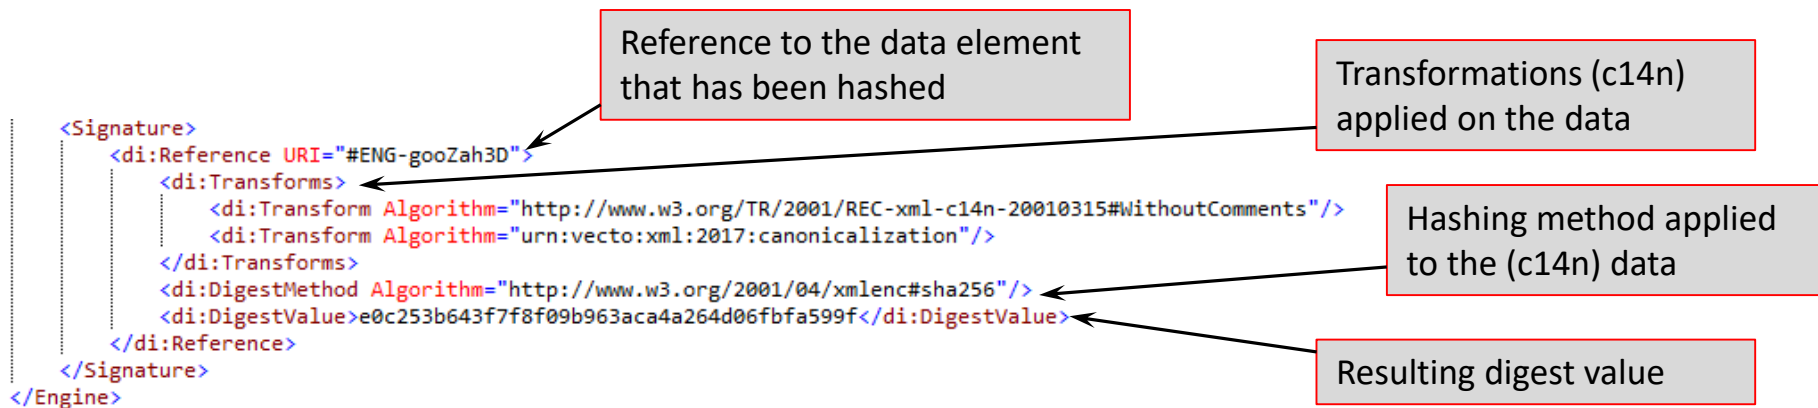 Reference to the data element
that has been hashed
Transformations (c14n)
applied on the data
<Signature>
<di:Reference URI="#ENG-gooZah3D">
<di:Transforms>
<di:Transform Algorithm="http://www.w3.org/TR/2001/REC-xml-c14n-20010315#WithoutComments"/>
<di:Transform Algorithm="urn:vecto:xml:2017:canonicalization"/>
</di:Transforms>
<di:DigestMethod Algorithm="http://www.w3.org/2001/04/xmlenc#sha256"/>
<di:DigestValue>e0c253b643f7f8f09b963aca4a264d06fbfa599f</di:DigestValue>
</di:Reference>
</Signature>
</Engine>
Hashing method applied
to the (c14n) data
Resulting digest value